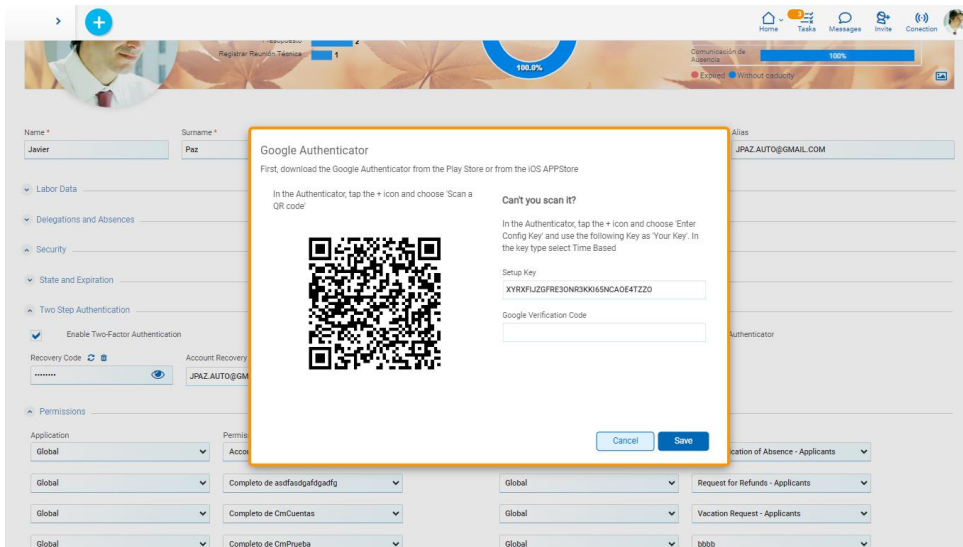 Home
3
Tasks
Messages
Invite
Conection
2
Registrar Reunión Técnica
1
100.0%
Comunicación de
Ausencia
100%
Expired
Without caducity
Name *
Surname *
Alias
Javier
Paz
JPAZ.AUTO@GMAIL.COM
Labor Data
Delegations and Absences
Security
State and Expiration
Two Step Authentication
Enable Two-Factor Authentication
Authenticator
Recovery Code
Account Recovery
JPAZ.AUTO@GM
Google Authenticator
First, download the Google Authenticator from the Play Store or from the iOS APPStore
In the Authenticator, tap the + icon and choose 'Scan a
QR code'
Can't you scan it?
In the Authenticator, tap the + icon and choose 'Enter
Config Key' and use the following Key as 'Your Key'. In
the key type select Time Based
Setup Key
XYRXFIJZGFRE3ONR3KKI65NCAOE4TZZO
Google Verification Code
Cancel
Save
Permissions
Application
Permis
Global
Accou
ication of Absence - Applicants
Global
Completo de asdfasdgafdgadfg
Global
Request for Refunds - Applicants
Global
Completo de CmCuentas
Global
Vacation Request - Applicants
Global
Completo de CmPrueba
Global
bbbb